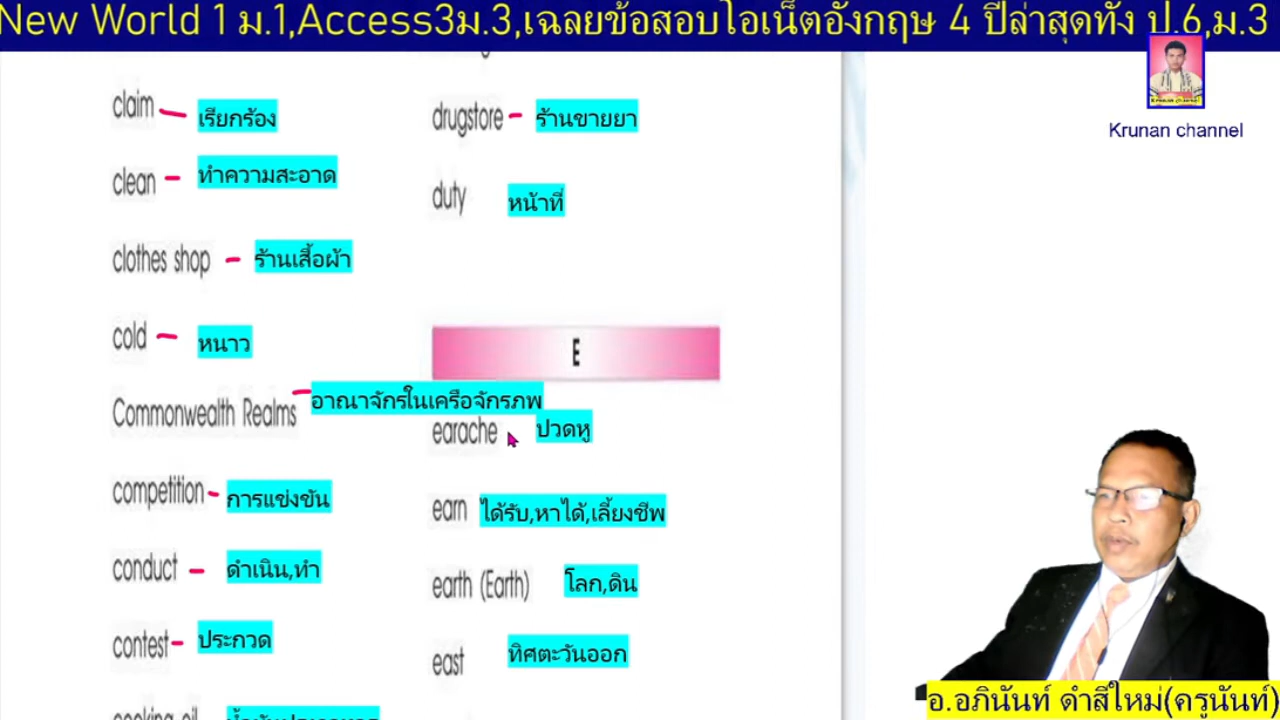 New World 1 ม.1,Access3ม.3,เฉลยข้อสอบโอเน็ตอังกฤษ 4 ปีล่าสุดทั้ง ป.6,ม.3
Krunan channel
claim เรียกร้อง
clean ทำความสะอาด
clothes shop ร้านเสื้อผ้า
cold หนาว
Commonwealth Realms อาณาจักรในเครือจักรภพ
competition การแข่งขัน
conduct ดำเนิน,ทำ
contest ประกวด
cooking oil
drugstore ร้านขายยา
duty หน้าที่
E
earache ปวดหู
earn ได้รับ,หาได้,เลี้ยงชีพ
earth (Earth) โลก,ดิน
east ทิศตะวันออก
อ.อภินันท์ ดำสีใหม่(ครูนันท์)